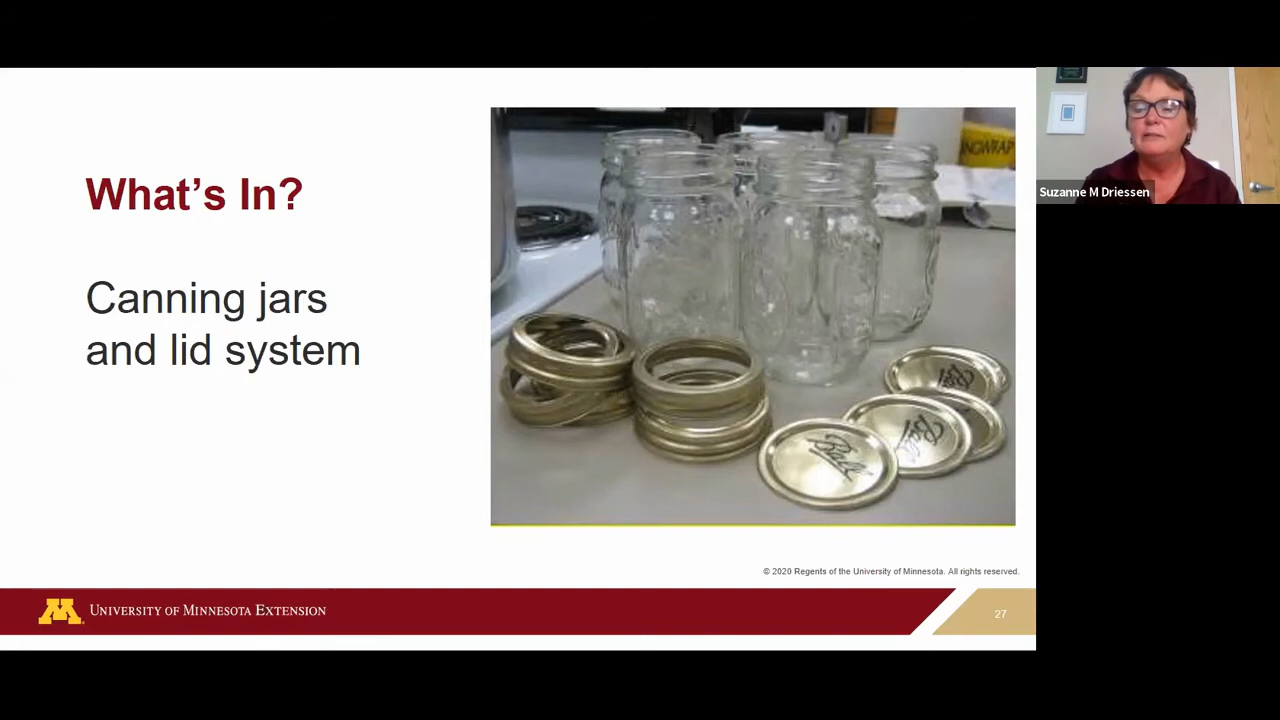 What's In?
Canning jars
and lid system
Ball
Ball
Ball
© 2020 Regents of the University of Minnesota. All rights reserved.
UNIVERSITY OF MINNESOTA EXTENSION
27
Suzanne M Driessen